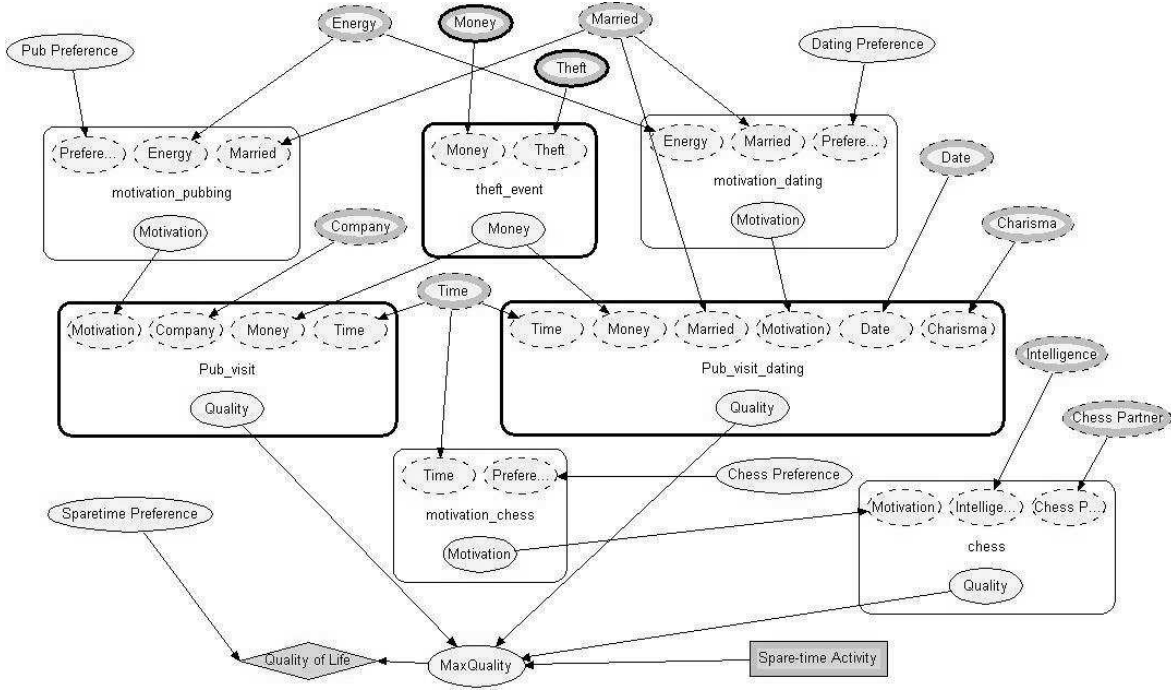 Energy
Money
Married
Pub Preference
Dating Preference
Theft
Prefere...
Energy
Married
motivation_pubbing
Motivation
Money
Theft
theft_event
Money
Energy
Married
Prefere...
motivation_dating
Motivation
Date
Company
Charisma
Time
Motivation
Company
Money
Time
Pub_visit
Quality
Time
Money
Married
Motivation
Date
Charisma
Pub_visit_dating
Quality
Intelligence
Chess Partner
Time
Prefere...
motivation_chess
Motivation
Chess Preference
Motivation
Intellige...
Chess P...
chess
Quality
Sparetime Preference
Quality of Life
MaxQuality
Spare-time Activity